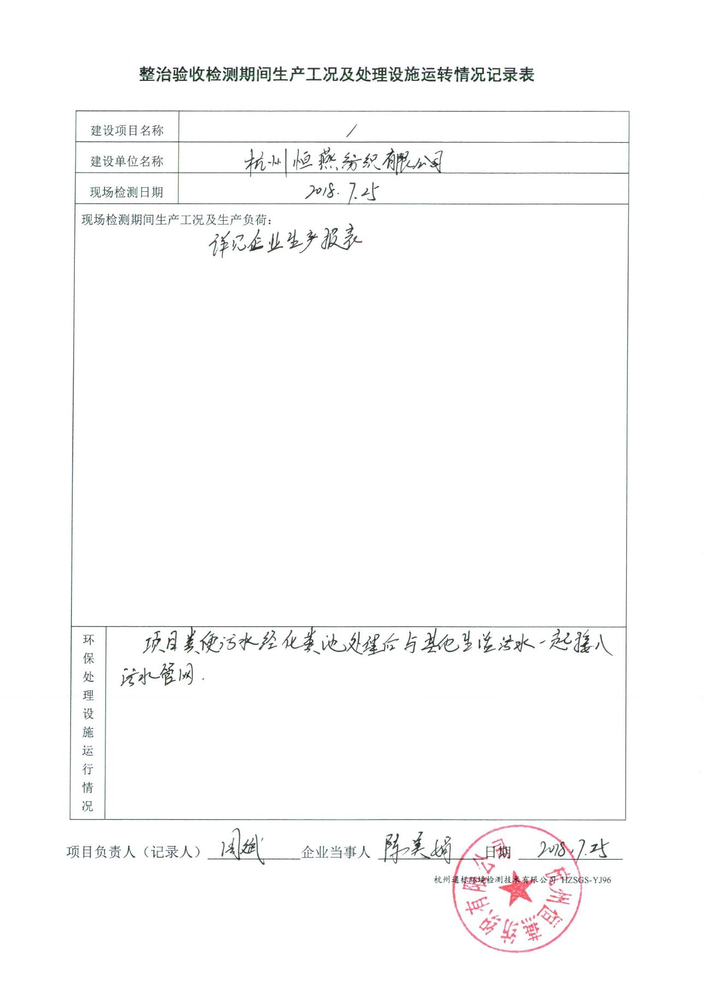 整治验收检测期间生产工况及处理设施运转情况记录表
建设项目名称 /
建设单位名称 杭州恒燕纺织有限公司
现场检测日期 2018.7.25
现场检测期间生产工况及生产负荷：
详见企业生产报表
环保处理设施运行情况
项目粪便污水经化粪池处理后与其他生活污水一起接入
污水管网.
项目负责人（记录人） 周斌 企业当事人 陈美娟 日期 2018.7.25
杭州通标环境检测技术有限公司 HZSGS-YJ96
杭州恒燕纺织有限公司